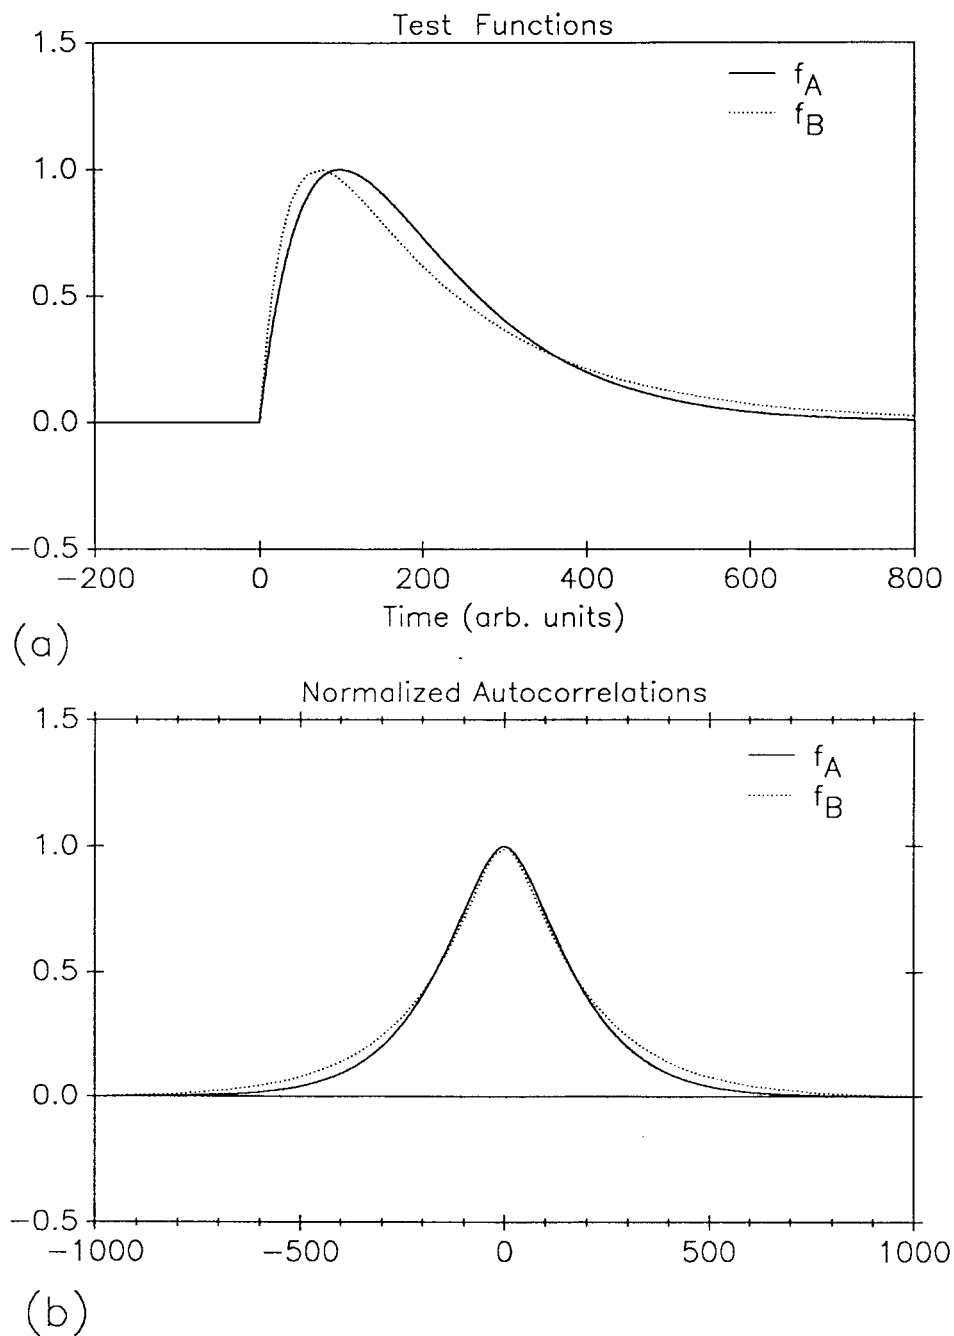 Test Functions
1.5
f_A
f_B
1.0
0.5
0.0
−0.5
−200 0 200 400 600 800
Time (arb. units)
(a)
Normalized Autocorrelations
1.5
f_A
f_B
1.0
0.5
0.0
−0.5
−1000 −500 0 500 1000
(b)